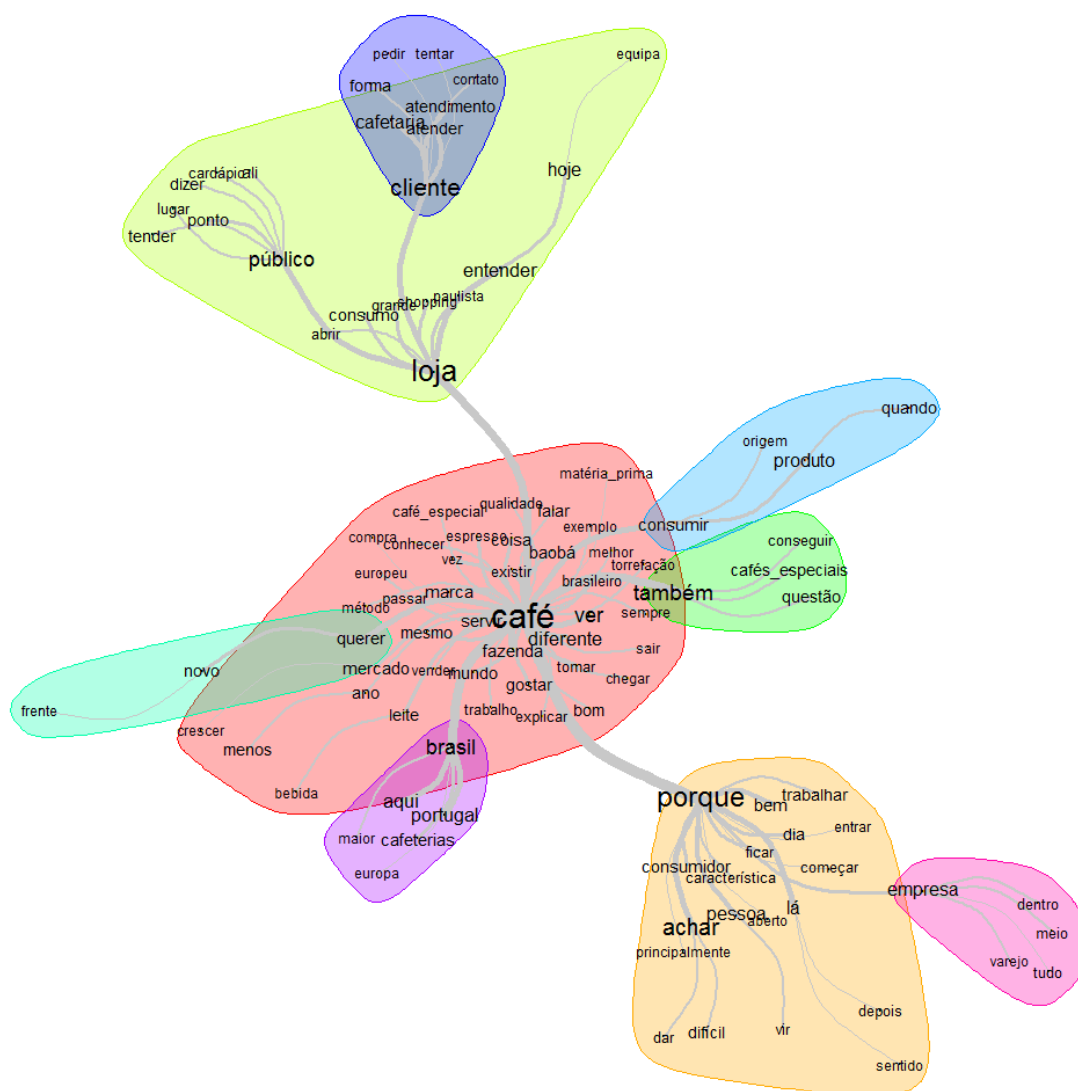 equipa
pedir
tentar
forma
contato
atendimento
cafetaria
atender
cliente
hoje
cardápio
ali
dizer
lugar
ponto
tender
público
entender
consumo
grande
shopping
paulista
abrir
loja
quando
origem
produto
matéria_prima
consumir
café_especial
qualidade
falar
exemplo
compra
conhecer
espresso
coisa
baobá
vez
existir
melhor
torrefação
brasileiro
conseguir
cafés_especiais
também
questão
europeu
método
passar
marca
servir
café
ver
sempre
querer
mesmo
diferente
fazenda
sair
novo
mercado
vender
mundo
tomar
chegar
ano
gostar
frente
leite
trabalho
explicar
bom
crescer
menos
brasil
bebida
aqui
portugal
maior
cafeterias
europa
porque
bem
trabalhar
dia
entrar
ficar
consumidor
característica
começar
empresa
pessoa
lá
achar
aberto
dentro
principalmente
meio
varejo
tudo
depois
dar
difícil
vir
sentido